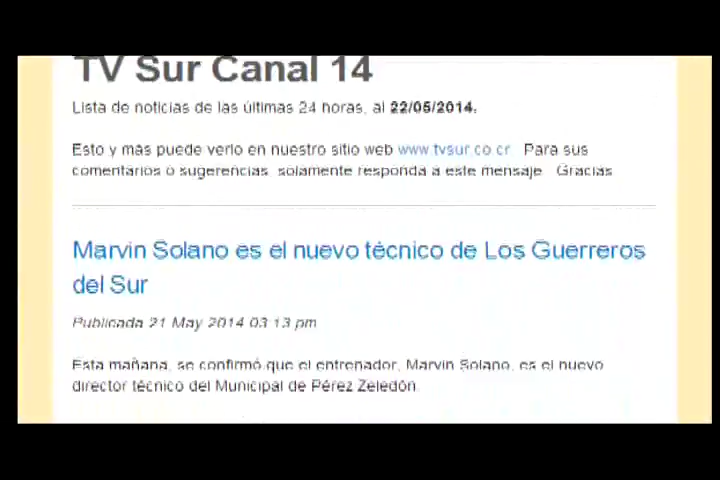 TV Sur Canal 14
Lista de noticias de las últimas 24 horas, al 22/05/2014.
Esto y más puede verlo en nuestro sitio web www.tvsur.co.cr. Para sus
comentarios o sugerencias, solamente responda a este mensaje. Gracias
Marvin Solano es el nuevo técnico de Los Guerreros
del Sur
Publicada 21 May 2014 03:13 pm
Esta mañana, se confirmó que el entrenador, Marvin Solano, es el nuevo
director técnico del Municipal de Pérez Zeledón.